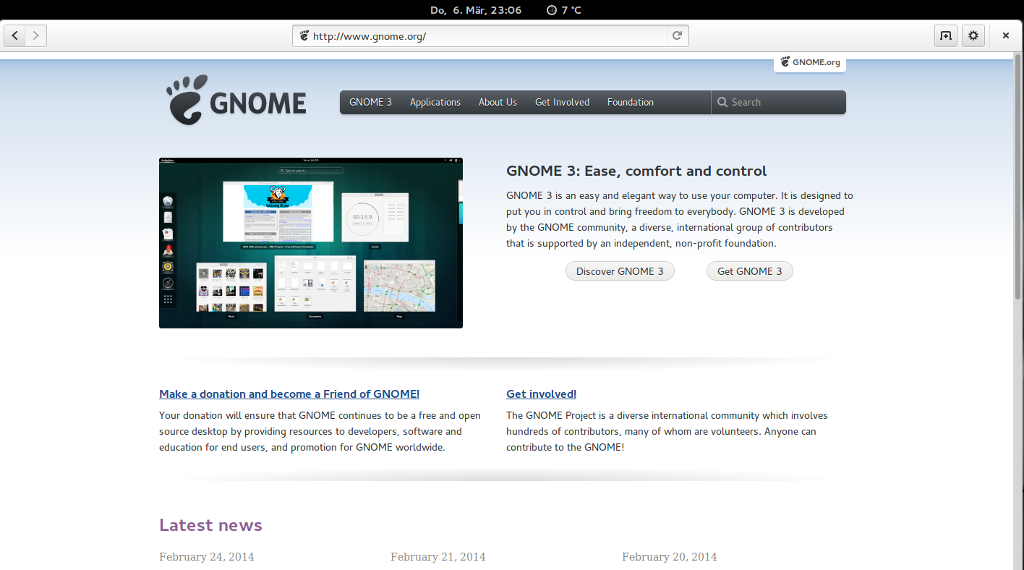 Do,  6. Mär, 23:06 7 °C
http://www.gnome.org/
GNOME.org
GNOME
GNOME 3 Applications About Us Get Involved Foundation Search
GNOME 3: Ease, comfort and control
GNOME 3 is an easy and elegant way to use your computer. It is designed to
put you in control and bring freedom to everybody. GNOME 3 is developed
by the GNOME community, a diverse, international group of contributors
that is supported by an independent, non-profit foundation.
00:15.9
Discover GNOME 3 Get GNOME 3
Make a donation and become a Friend of GNOME!
Your donation will ensure that GNOME continues to be a free and open
source desktop by providing resources to developers, software and
education for end users, and promotion for GNOME worldwide.
Get involved!
The GNOME Project is a diverse international community which involves
hundreds of contributors, many of whom are volunteers. Anyone can
contribute to the GNOME!
Latest news
February 24, 2014 February 21, 2014 February 20, 2014